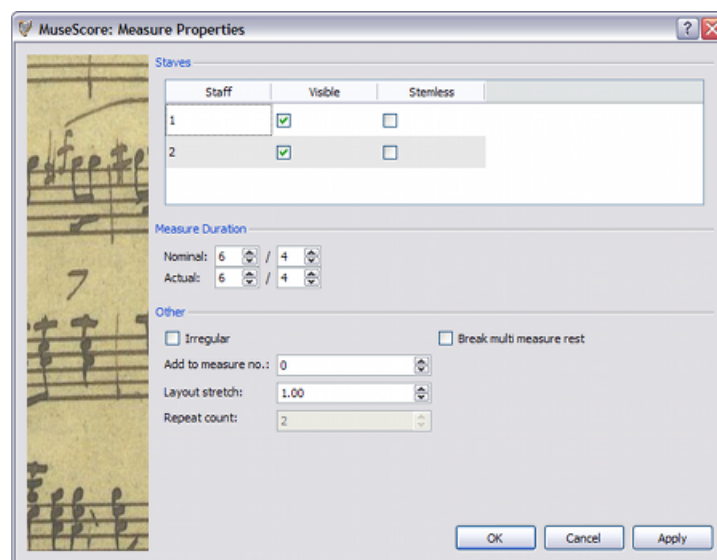 MuseScore: Measure Properties
Staves
Staff Visible Stemless
1
2
Measure Duration
Nominal: 6 / 4
Actual: 6 / 4
Other
Irregular Break multi measure rest
Add to measure no.: 0
Layout stretch: 1.00
Repeat count: 2
7
OK Cancel Apply